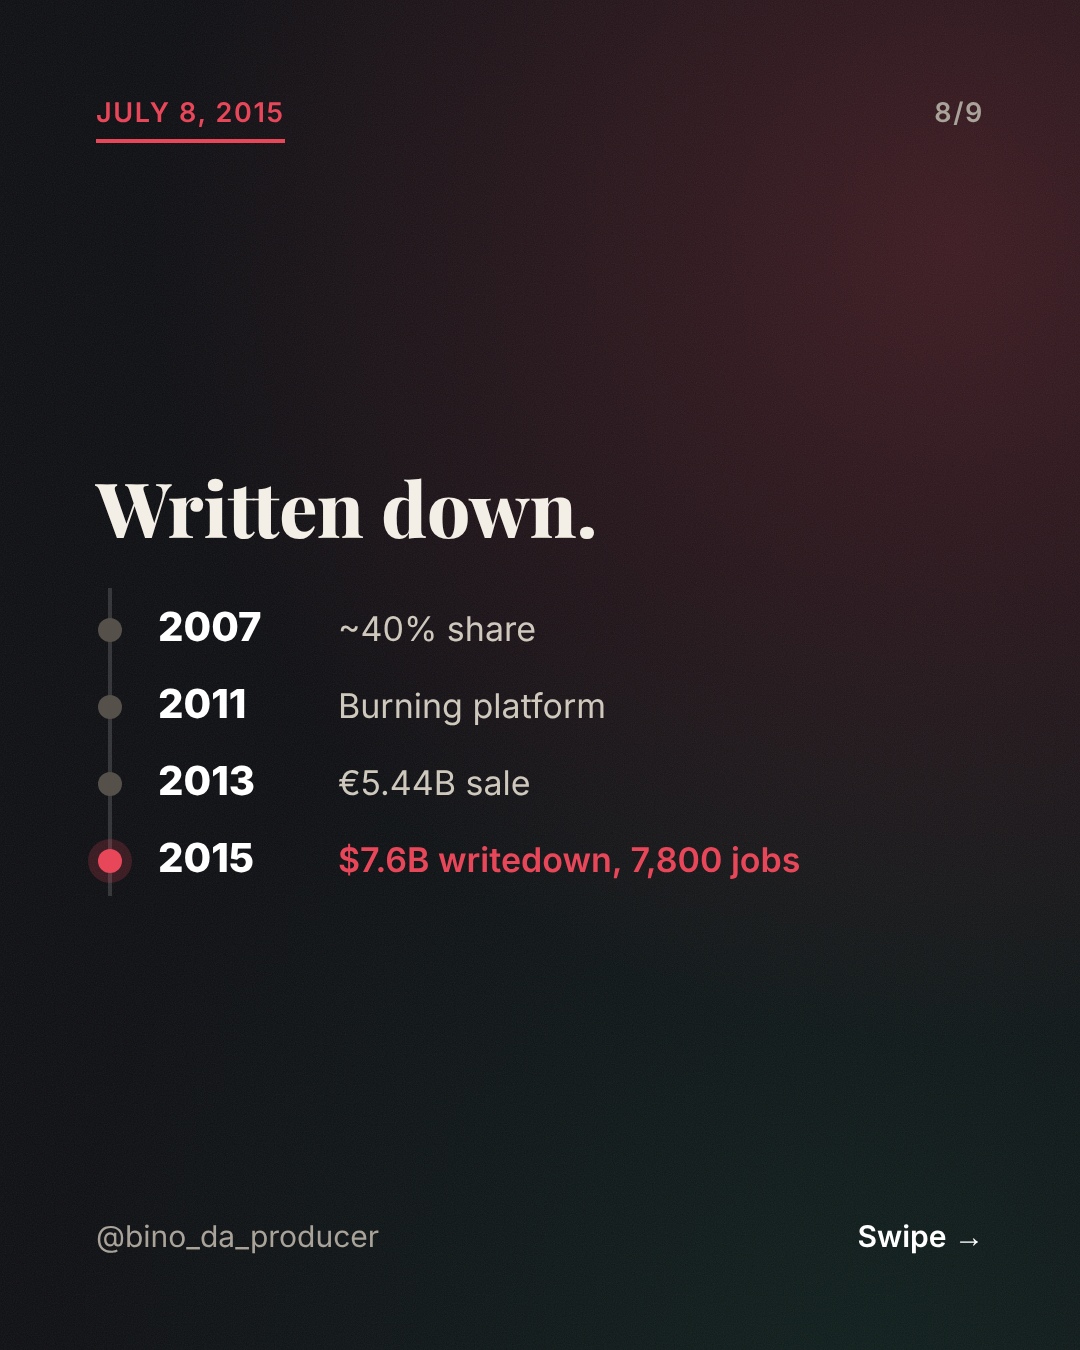 JULY 8, 2015
8/9
Written down.
2007 ~40% share
2011 Burning platform
2013 €5.44B sale
2015 $7.6B writedown, 7,800 jobs
@bino_da_producer
Swipe →